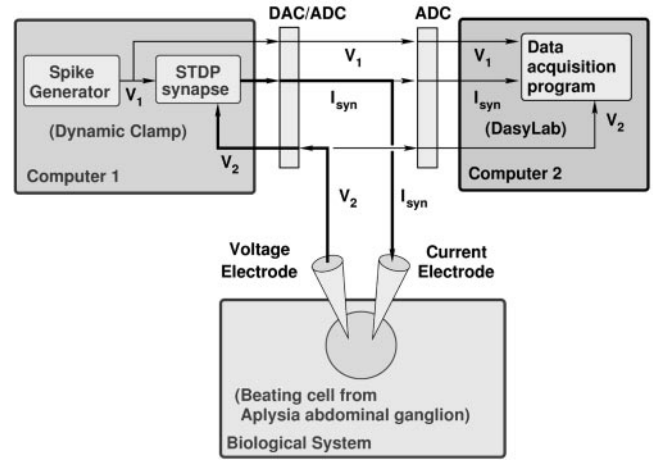 DAC/ADC
ADC
V1
V1
Spike
Generator
V1
STDP
synapse
Isyn
Isyn
Data
acquisition
program
(Dynamic Clamp)
V2
(DasyLab)
V2
Computer 1
Computer 2
V2
Isyn
Voltage
Electrode
Current
Electrode
(Beating cell from
Aplysia abdominal ganglion)
Biological System